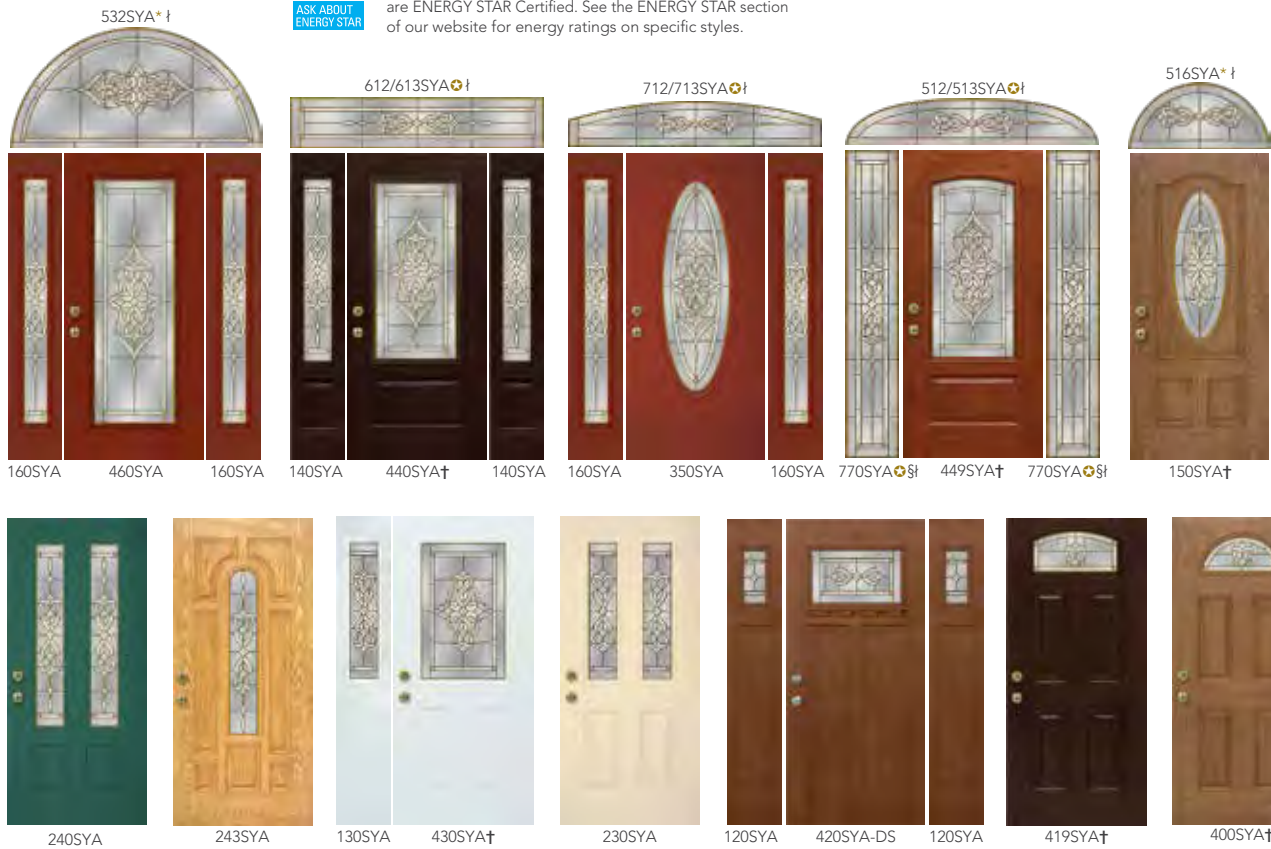 532SYA* ł
ASK ABOUT
ENERGY STAR
are ENERGY STAR Certified. See the ENERGY STAR section
of our website for energy ratings on specific styles.
612/613SYA✪ł
712/713SYA✪ł
512/513SYA✪ł
516SYA* ł
160SYA 460SYA 160SYA
140SYA 440SYA† 140SYA
160SYA 350SYA 160SYA
770SYA✪§ł 449SYA† 770SYA✪§ł
150SYA†
240SYA
243SYA
130SYA 430SYA†
230SYA
120SYA 420SYA-DS 120SYA
419SYA†
400SYA†